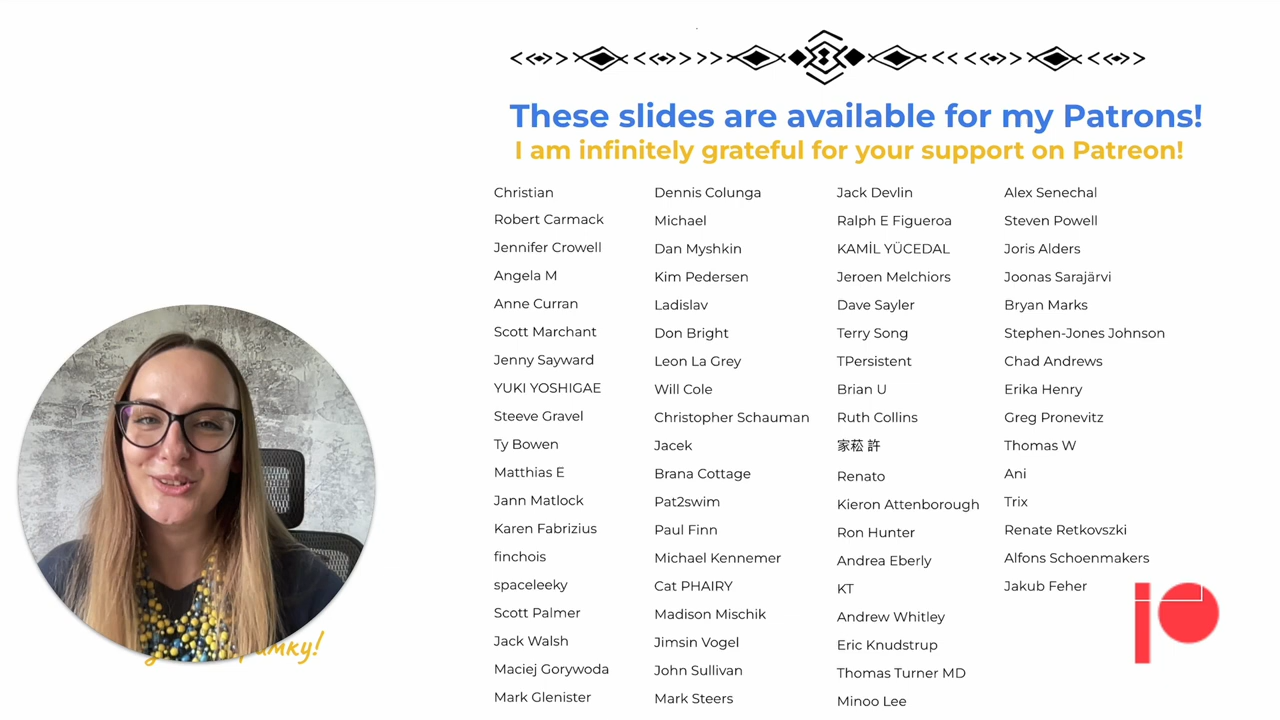 These slides are available for my Patrons!
I am infinitely grateful for your support on Patreon!
Christian
Robert Carmack
Jennifer Crowell
Angela M
Anne Curran
Scott Marchant
Jenny Sayward
YUKI YOSHIGAE
Steeve Gravel
Ty Bowen
Matthias E
Jann Matlock
Karen Fabrizius
finchois
spaceleeky
Scott Palmer
Jack Walsh
Maciej Gorywoda
Mark Glenister
Dennis Colunga
Michael
Dan Myshkin
Kim Pedersen
Ladislav
Don Bright
Leon La Grey
Will Cole
Christopher Schauman
Jacek
Brana Cottage
Pat2swim
Paul Finn
Michael Kennemer
Cat PHAIRY
Madison Mischik
Jimsin Vogel
John Sullivan
Mark Steers
Jack Devlin
Ralph E Figueroa
KAMİL YÜCEDAL
Jeroen Melchiors
Dave Sayler
Terry Song
TPersistent
Brian U
Ruth Collins
家菘 許
Renato
Kieron Attenborough
Ron Hunter
Andrea Eberly
KT
Andrew Whitley
Eric Knudstrup
Thomas Turner MD
Minoo Lee
Alex Senechal
Steven Powell
Joris Alders
Joonas Sarajärvi
Bryan Marks
Stephen-Jones Johnson
Chad Andrews
Erika Henry
Greg Pronevitz
Thomas W
Ani
Trix
Renate Retkovszki
Alfons Schoenmakers
Jakub Feher